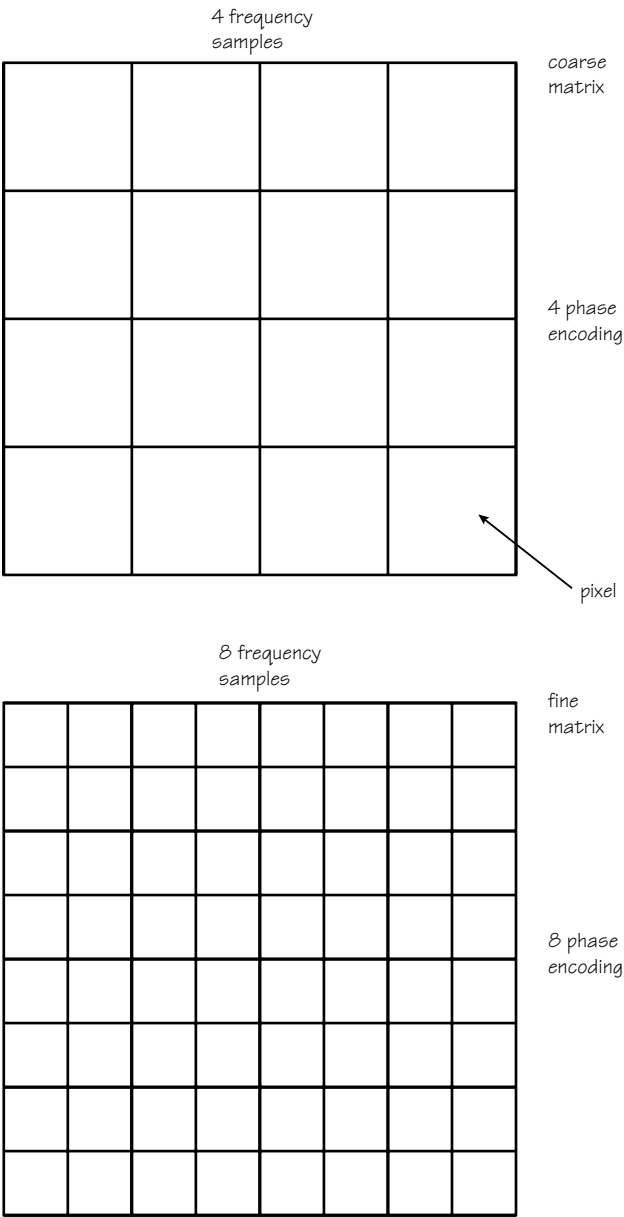 4 frequency
samples
coarse
matrix
4 phase
encoding
pixel
8 frequency
samples
fine
matrix
8 phase
encoding